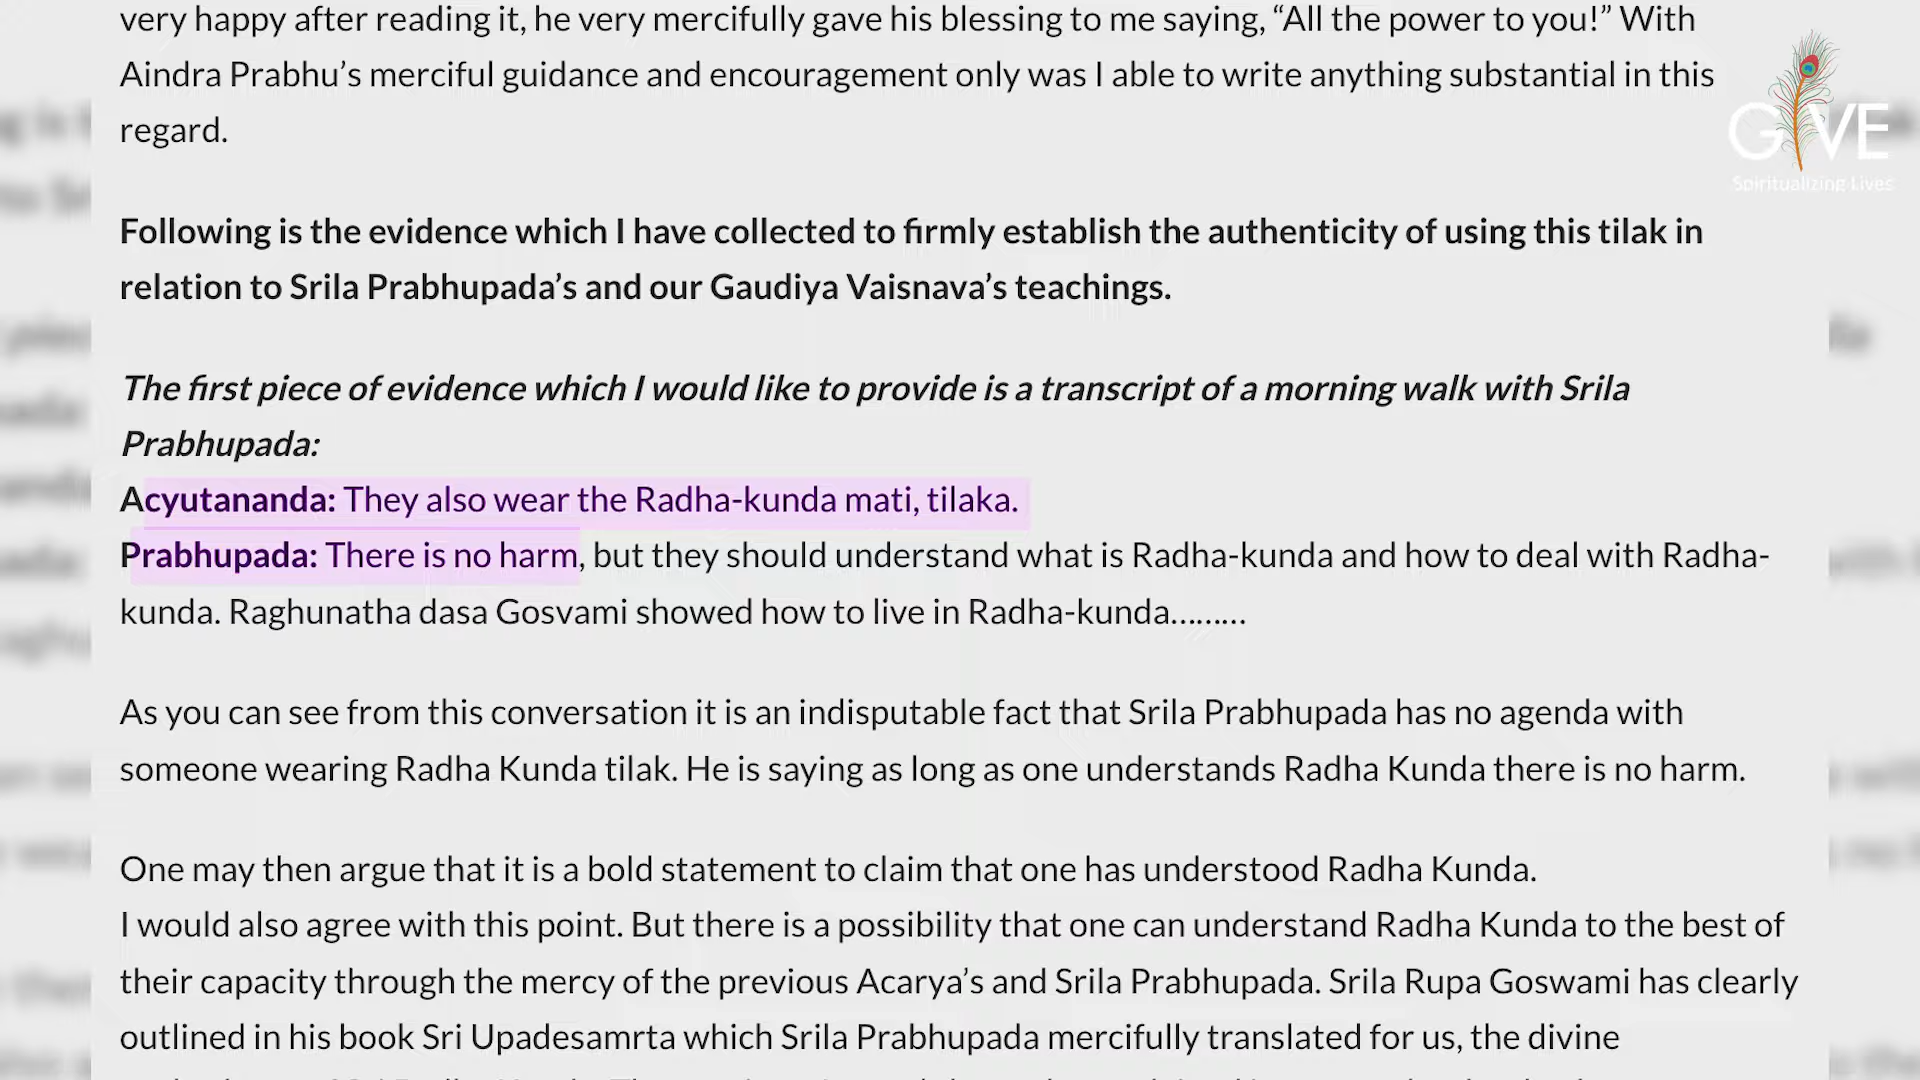 very happy after reading it, he very mercifully gave his blessing to me saying, “All the power to you!” With
Aindra Prabhu’s merciful guidance and encouragement only was I able to write anything substantial in this
regard.
GIVE
Spiritualizing Lives
Following is the evidence which I have collected to firmly establish the authenticity of using this tilak in
relation to Srila Prabhupada’s and our Gaudiya Vaisnava’s teachings.
The first piece of evidence which I would like to provide is a transcript of a morning walk with Srila
Prabhupada:
Acyutananda: They also wear the Radha-kunda mati, tilaka.
Prabhupada: There is no harm, but they should understand what is Radha-kunda and how to deal with Radha-
kunda. Raghunatha dasa Gosvami showed how to live in Radha-kunda.........
As you can see from this conversation it is an indisputable fact that Srila Prabhupada has no agenda with
someone wearing Radha Kunda tilak. He is saying as long as one understands Radha Kunda there is no harm.
One may then argue that it is a bold statement to claim that one has understood Radha Kunda.
I would also agree with this point. But there is a possibility that one can understand Radha Kunda to the best of
their capacity through the mercy of the previous Acarya’s and Srila Prabhupada. Srila Rupa Goswami has clearly
outlined in his book Sri Upadesamrta which Srila Prabhupada mercifully translated for us, the divine